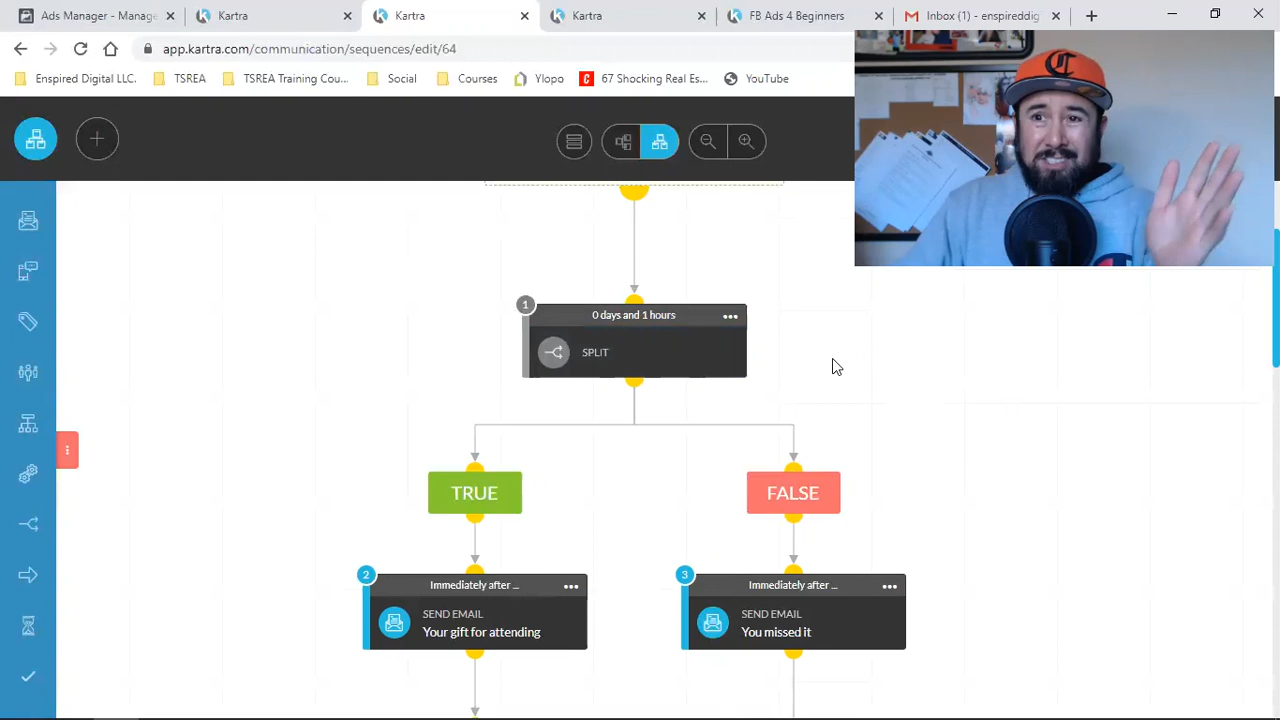 Ads Manager - Manage
Kartra
Kartra
Kartra
FB Ads 4 Beginners
Inbox (1) - enspireddig
app.kartra.com/communication/sequences/edit/64
Enspired Digital LLC.
TSREA
TSREA Training Cou...
Social
Courses
Ylopo
67 Shocking Real Es...
YouTube
1
0 days and 1 hours
SPLIT
TRUE
FALSE
2
Immediately after ...
SEND EMAIL
Your gift for attending
3
Immediately after ...
SEND EMAIL
You missed it